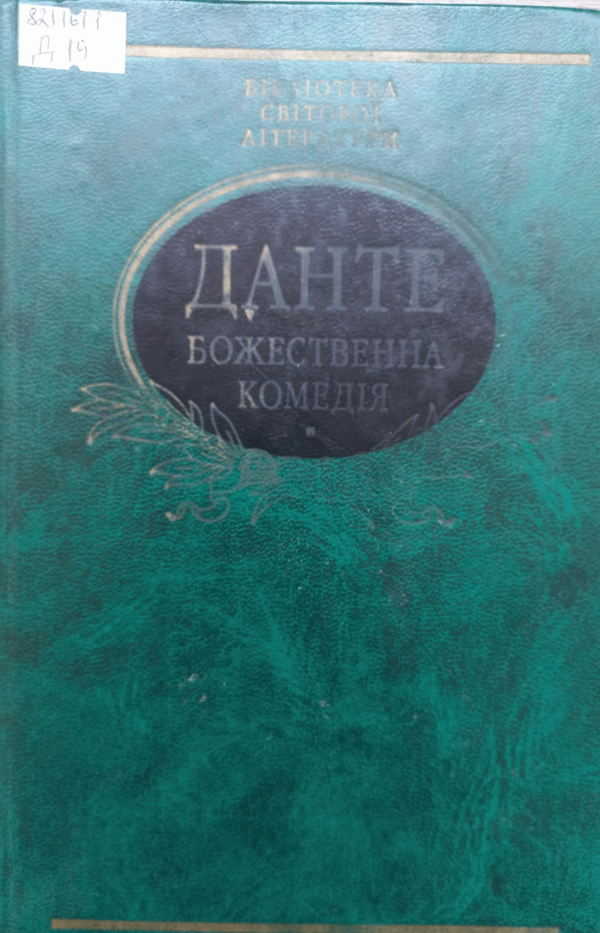 Д 19
БІБЛІОТЕКА
СВІТОВОЇ
ЛІТЕРАТУРИ
ДАНТЕ
БОЖЕСТВЕННА
КОМЕДІЯ